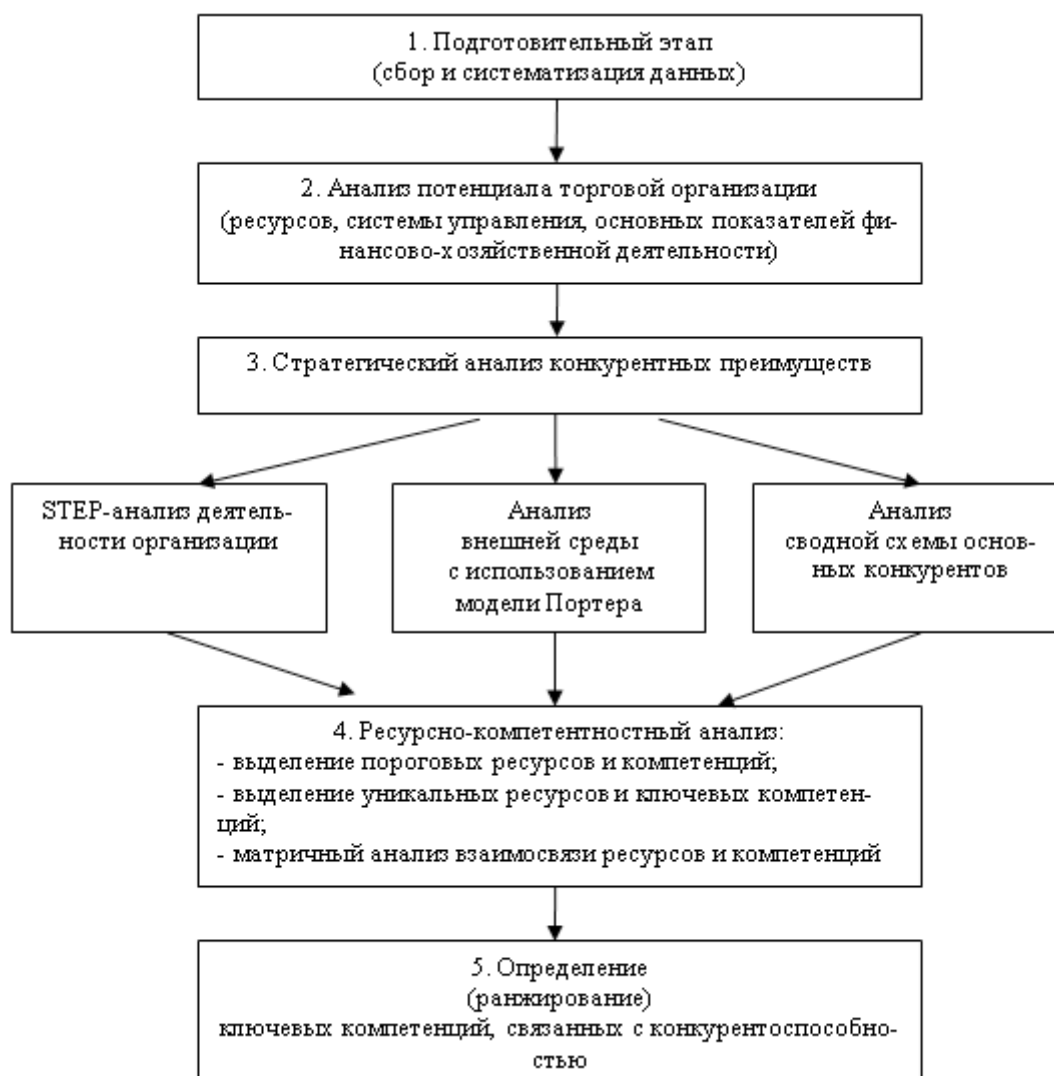 1. Подготовительный этап
(сбор и систематизация данных)
2. Анализ потенциала торговой организации
(ресурсов, системы управления, основных показателей фи-
нансово-хозяйственной деятельности)
3. Стратегический анализ конкурентных преимуществ
STEP-анализ деятель-
ности организации
Анализ
внешней среды
с использованием
модели Портера
Анализ
сводной схемы основ-
ных конкурентов
4. Ресурсно-компетентностный анализ:
- выделение пороговых ресурсов и компетенций;
- выделение уникальных ресурсов и ключевых компетен-
ций;
- матричный анализ взаимосвязи ресурсов и компетенций
5. Определение
(ранжирование)
ключевых компетенций, связанных с конкурентоспособно-
стью